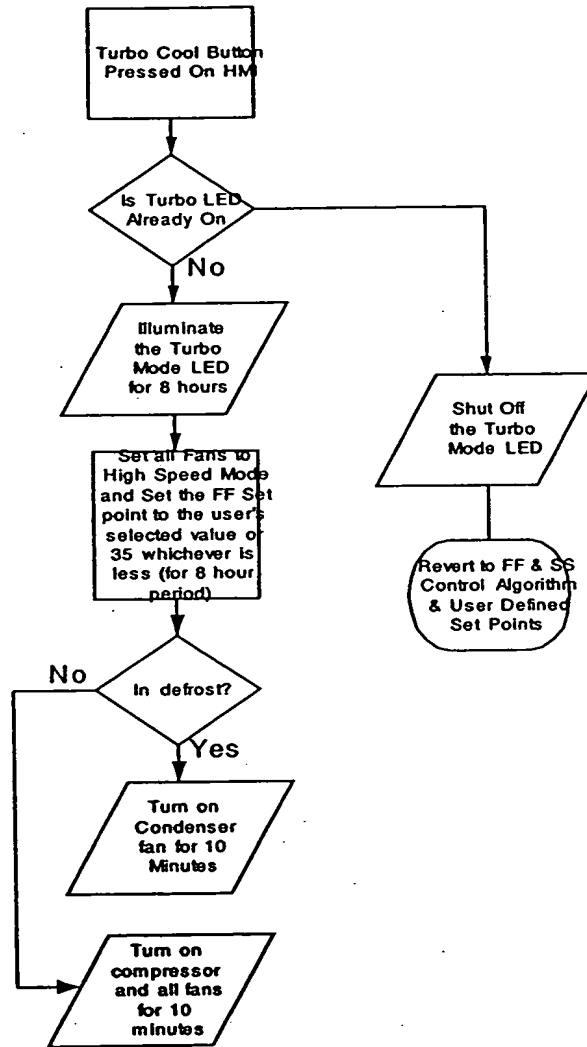 Turbo Cool Button
Pressed On HMI
Is Turbo LED
Already On
No
Illuminate
the Turbo
Mode LED
for 8 hours
Shut Off
the Turbo
Mode LED
Set all Fans to
High Speed Mode
and Set the FF Set
point to the user's
selected value or
35 whichever is
less (for 8 hour
period)
Revert to FF & SS
Control Algorithm
& User Defined
Set Points
No
In defrost?
Yes
Turn on
Condenser
fan for 10
Minutes
Turn on
compressor
and all fans
for 10
minutes